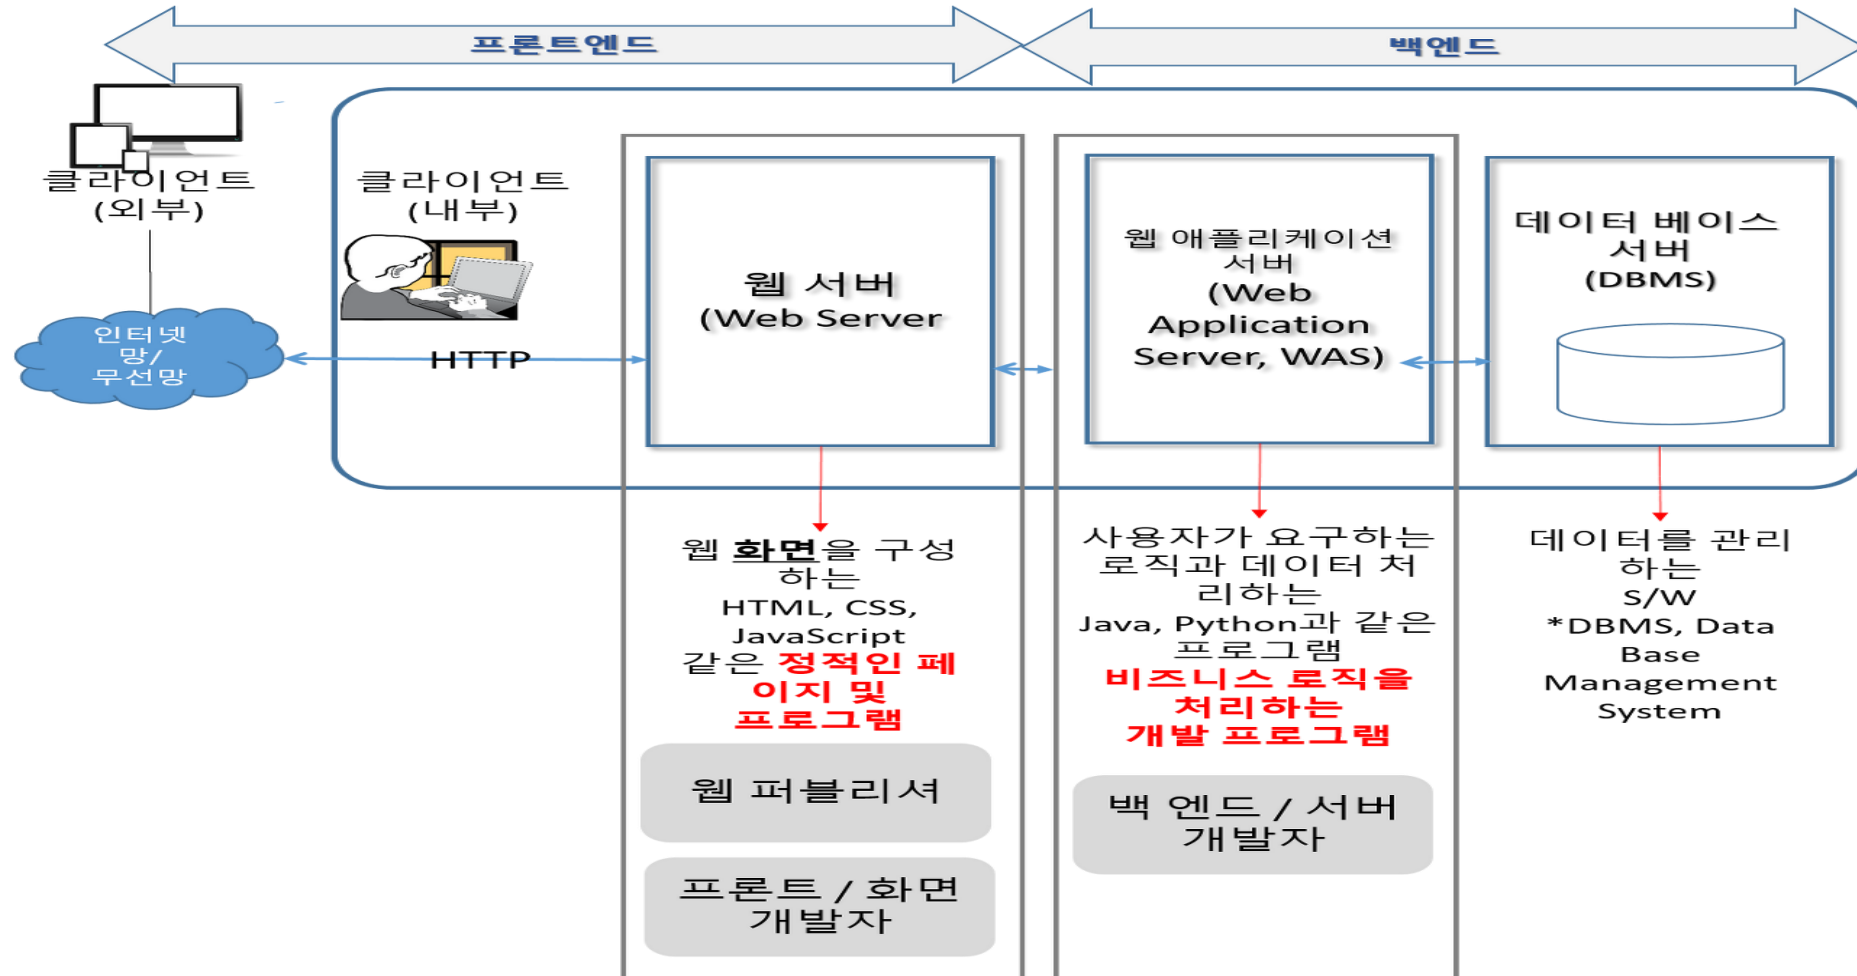 프론트엔드
백엔드
클라이언트
(외부)
인터넷
망/
무선망
클라이언트
(내부)
HTTP
웹 서버
(Web Server
웹 애플리케이션
서버
(Web
Application
Server, WAS)
데이터 베이스
서버
(DBMS)
웹 화면을 구성
하는
HTML, CSS,
JavaScript
같은 정적인 페
이지 및
프로그램
웹 퍼블리셔
프론트 / 화면
개발자
사용자가 요구하는
로직과 데이터 처
리하는
Java, Python과 같은
프로그램
비즈니스 로직을
처리하는
개발 프로그램
백 엔드 / 서버
개발자
데이터를 관리
하는
S/W
*DBMS, Data
Base
Management
System